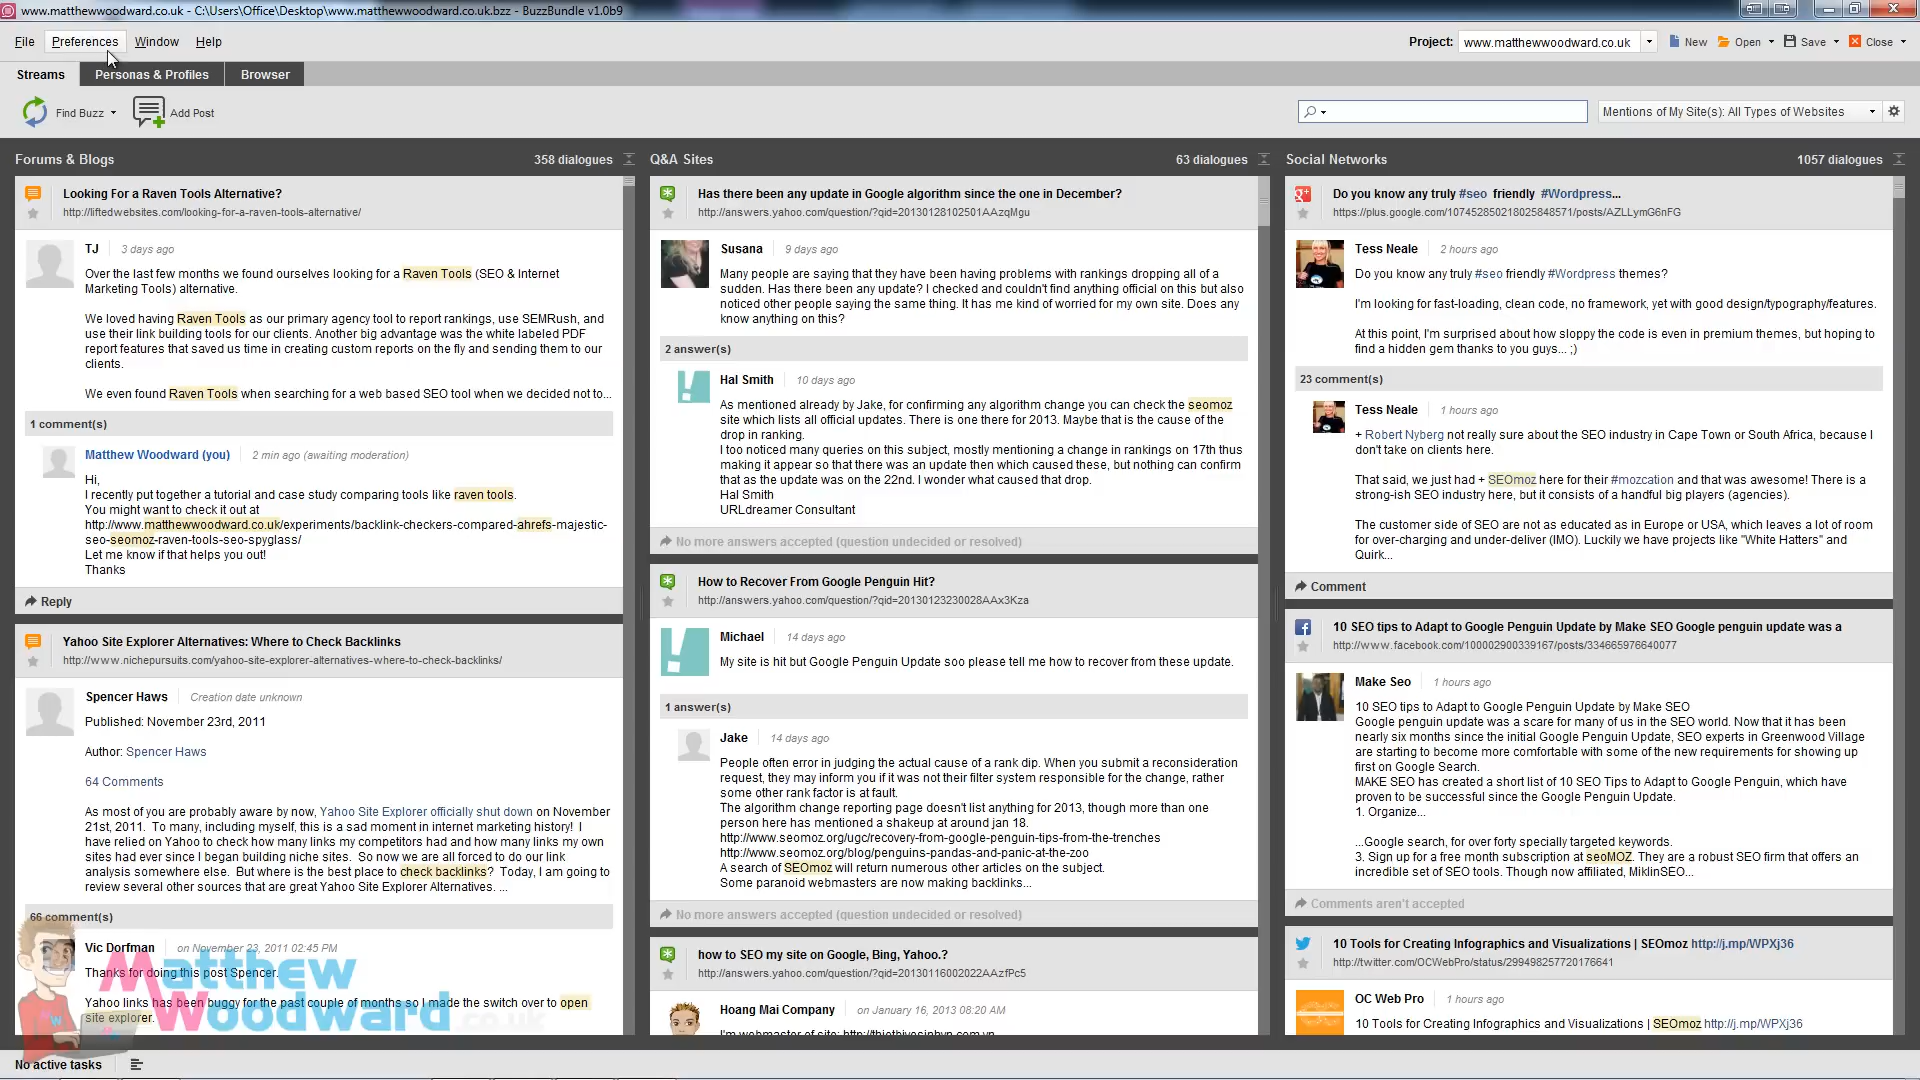 www.matthewwoodward.co.uk - C:\Users\Office\Desktop\www.matthewwoodward.co.uk.bzz - BuzzBundle v1.0b9
File Preferences Window Help
Project: www.matthewwoodward.co.uk New Open Save Close
Streams Personas & Profiles Browser
Find Buzz Add Post
Mentions of My Site(s): All Types of Websites
Forums & Blogs 358 dialogues
Looking For a Raven Tools Alternative?
http://liftedwebsites.com/looking-for-a-raven-tools-alternative/
TJ 3 days ago
Over the last few months we found ourselves looking for a Raven Tools (SEO & Internet
Marketing Tools) alternative.
We loved having Raven Tools as our primary agency tool to report rankings, use SEMRush, and
use their link building tools for our clients. Another big advantage was the white labeled PDF
report features that saved us time in creating custom reports on the fly and sending them to our
clients.
We even found Raven Tools when searching for a web based SEO tool when we decided not to...
1 comment(s)
Matthew Woodward (you) 2 min ago (awaiting moderation)
Hi,
I recently put together a tutorial and case study comparing tools like raven tools.
You might want to check it out at
http://www.matthewwoodward.co.uk/experiments/backlink-checkers-compared-ahrefs-majestic-
seo-seomoz-raven-tools-seo-spyglass/
Let me know if that helps you out!
Thanks
Reply
Yahoo Site Explorer Alternatives: Where to Check Backlinks
http://www.nichepursuits.com/yahoo-site-explorer-alternatives-where-to-check-backlinks/
Spencer Haws Creation date unknown
Published: November 23rd, 2011
Author: Spencer Haws
64 Comments
As most of you are probably aware by now, Yahoo Site Explorer officially shut down on November
21st, 2011. To many, including myself, this is a sad moment in internet marketing history! I
have relied on Yahoo to check how many links my competitors had and how many links my own
sites had ever since I began building niche sites. So now we are all forced to do our link
analysis somewhere else. But where is the best place to check backlinks? Today, I am going to
review several other sources that are great Yahoo Site Explorer Alternatives. ...
66 comment(s)
Vic Dorfman on November 23, 2011 02:45 PM
Thanks for doing this post Spencer.
Yahoo links has been buggy for the past couple of months so I made the switch over to open
site explorer.
Matthew
Woodward.co.uk
Q&A Sites 63 dialogues
Has there been any update in Google algorithm since the one in December?
http://answers.yahoo.com/question/?qid=20130128102501AAzqMgu
Susana 9 days ago
Many people are saying that they have been having problems with rankings dropping all of a
sudden. Has there been any update? I checked and couldn't find anything official on this but also
noticed other people saying the same thing. It has me kind of worried for my own site. Does any
know anything on this?
2 answer(s)
Hal Smith 10 days ago
As mentioned already by Jake, for confirming any algorithm change you can check the seomoz
site which lists all official updates. There is one there for 2013. Maybe that is the cause of the
drop in ranking.
I too noticed many queries on this subject, mostly mentioning a change in rankings on 17th thus
making it appear so that there was an update then which caused these, but nothing can confirm
that as the update was on the 22nd. I wonder what caused that drop.
Hal Smith
URLdreamer Consultant
No more answers accepted (question undecided or resolved)
How to Recover From Google Penguin Hit?
http://answers.yahoo.com/question/?qid=20130123230028AAx3Kza
Michael 14 days ago
My site is hit but Google Penguin Update soo please tell me how to recover from these update.
1 answer(s)
Jake 14 days ago
People often error in judging the actual cause of a rank dip. When you submit a reconsideration
request, they may inform you if it was not their filter system responsible for the change, rather
some other rank factor is at fault.
The algorithm change reporting page doesn't list anything for 2013, though more than one
person here has mentioned a shakeup at around jan 18.
http://www.seomoz.org/ugc/recovery-from-google-penguin-tips-from-the-trenches
http://www.seomoz.org/blog/penguins-pandas-and-panic-at-the-zoo
A search of SEOmoz will return numerous other articles on the subject.
Some paranoid webmasters are now making backlinks...
No more answers accepted (question undecided or resolved)
how to SEO my site on Google, Bing, Yahoo.?
http://answers.yahoo.com/question/?qid=20130116002022AAzfPc5
Hoang Mai Company on January 16, 2013 08:20 AM
I'm webmaster of site: http://thietbivesinhvn.com.vn
Social Networks 1057 dialogues
Do you know any truly #seo friendly #Wordpress...
https://plus.google.com/107452850218025848571/posts/AZLLymG6nFG
Tess Neale 2 hours ago
Do you know any truly #seo friendly #Wordpress themes?
I'm looking for fast-loading, clean code, no framework, yet with good design/typography/features.
At this point, I'm surprised about how sloppy the code is even in premium themes, but hoping to
find a hidden gem thanks to you guys... ;)
23 comment(s)
Tess Neale 1 hours ago
+ Robert Nyberg not really sure about the SEO industry in Cape Town or South Africa, because I
don't take on clients here.
That said, we just had + SEOmoz here for their #mozcation and that was awesome! There is a
strong-ish SEO industry here, but it consists of a handful big players (agencies).
The customer side of SEO are not as educated as in Europe or USA, which leaves a lot of room
for over-charging and under-deliver (IMO). Luckily we have projects like "White Hatters" and
Quirk...
Comment
10 SEO tips to Adapt to Google Penguin Update by Make SEO Google penguin update was a
http://www.facebook.com/100002900339167/posts/334665976640077
Make Seo 1 hours ago
10 SEO tips to Adapt to Google Penguin Update by Make SEO
Google penguin update was a scare for many of us in the SEO world. Now that it has been
nearly six months since the initial Google Penguin Update, SEO experts in Greenwood Village
are starting to become more comfortable with some of the new requirements for showing up
first on Google Search.
MAKE SEO has created a short list of 10 SEO Tips to Adapt to Google Penguin, which have
proven to be successful since the Google Penguin Update.
1. Organize...
...Google search, for over forty specially targeted keywords.
3. Sign up for a free month subscription at seoMOZ. They are a robust SEO firm that offers an
incredible set of SEO tools. Though now affiliated, MiklinSEO...
Comments aren't accepted
10 Tools for Creating Infographics and Visualizations | SEOmoz http://j.mp/WPXj36
http://twitter.com/OCWebPro/status/299498257720176641
OC Web Pro 1 hours ago
10 Tools for Creating Infographics and Visualizations | SEOmoz http://j.mp/WPXj36
No active tasks